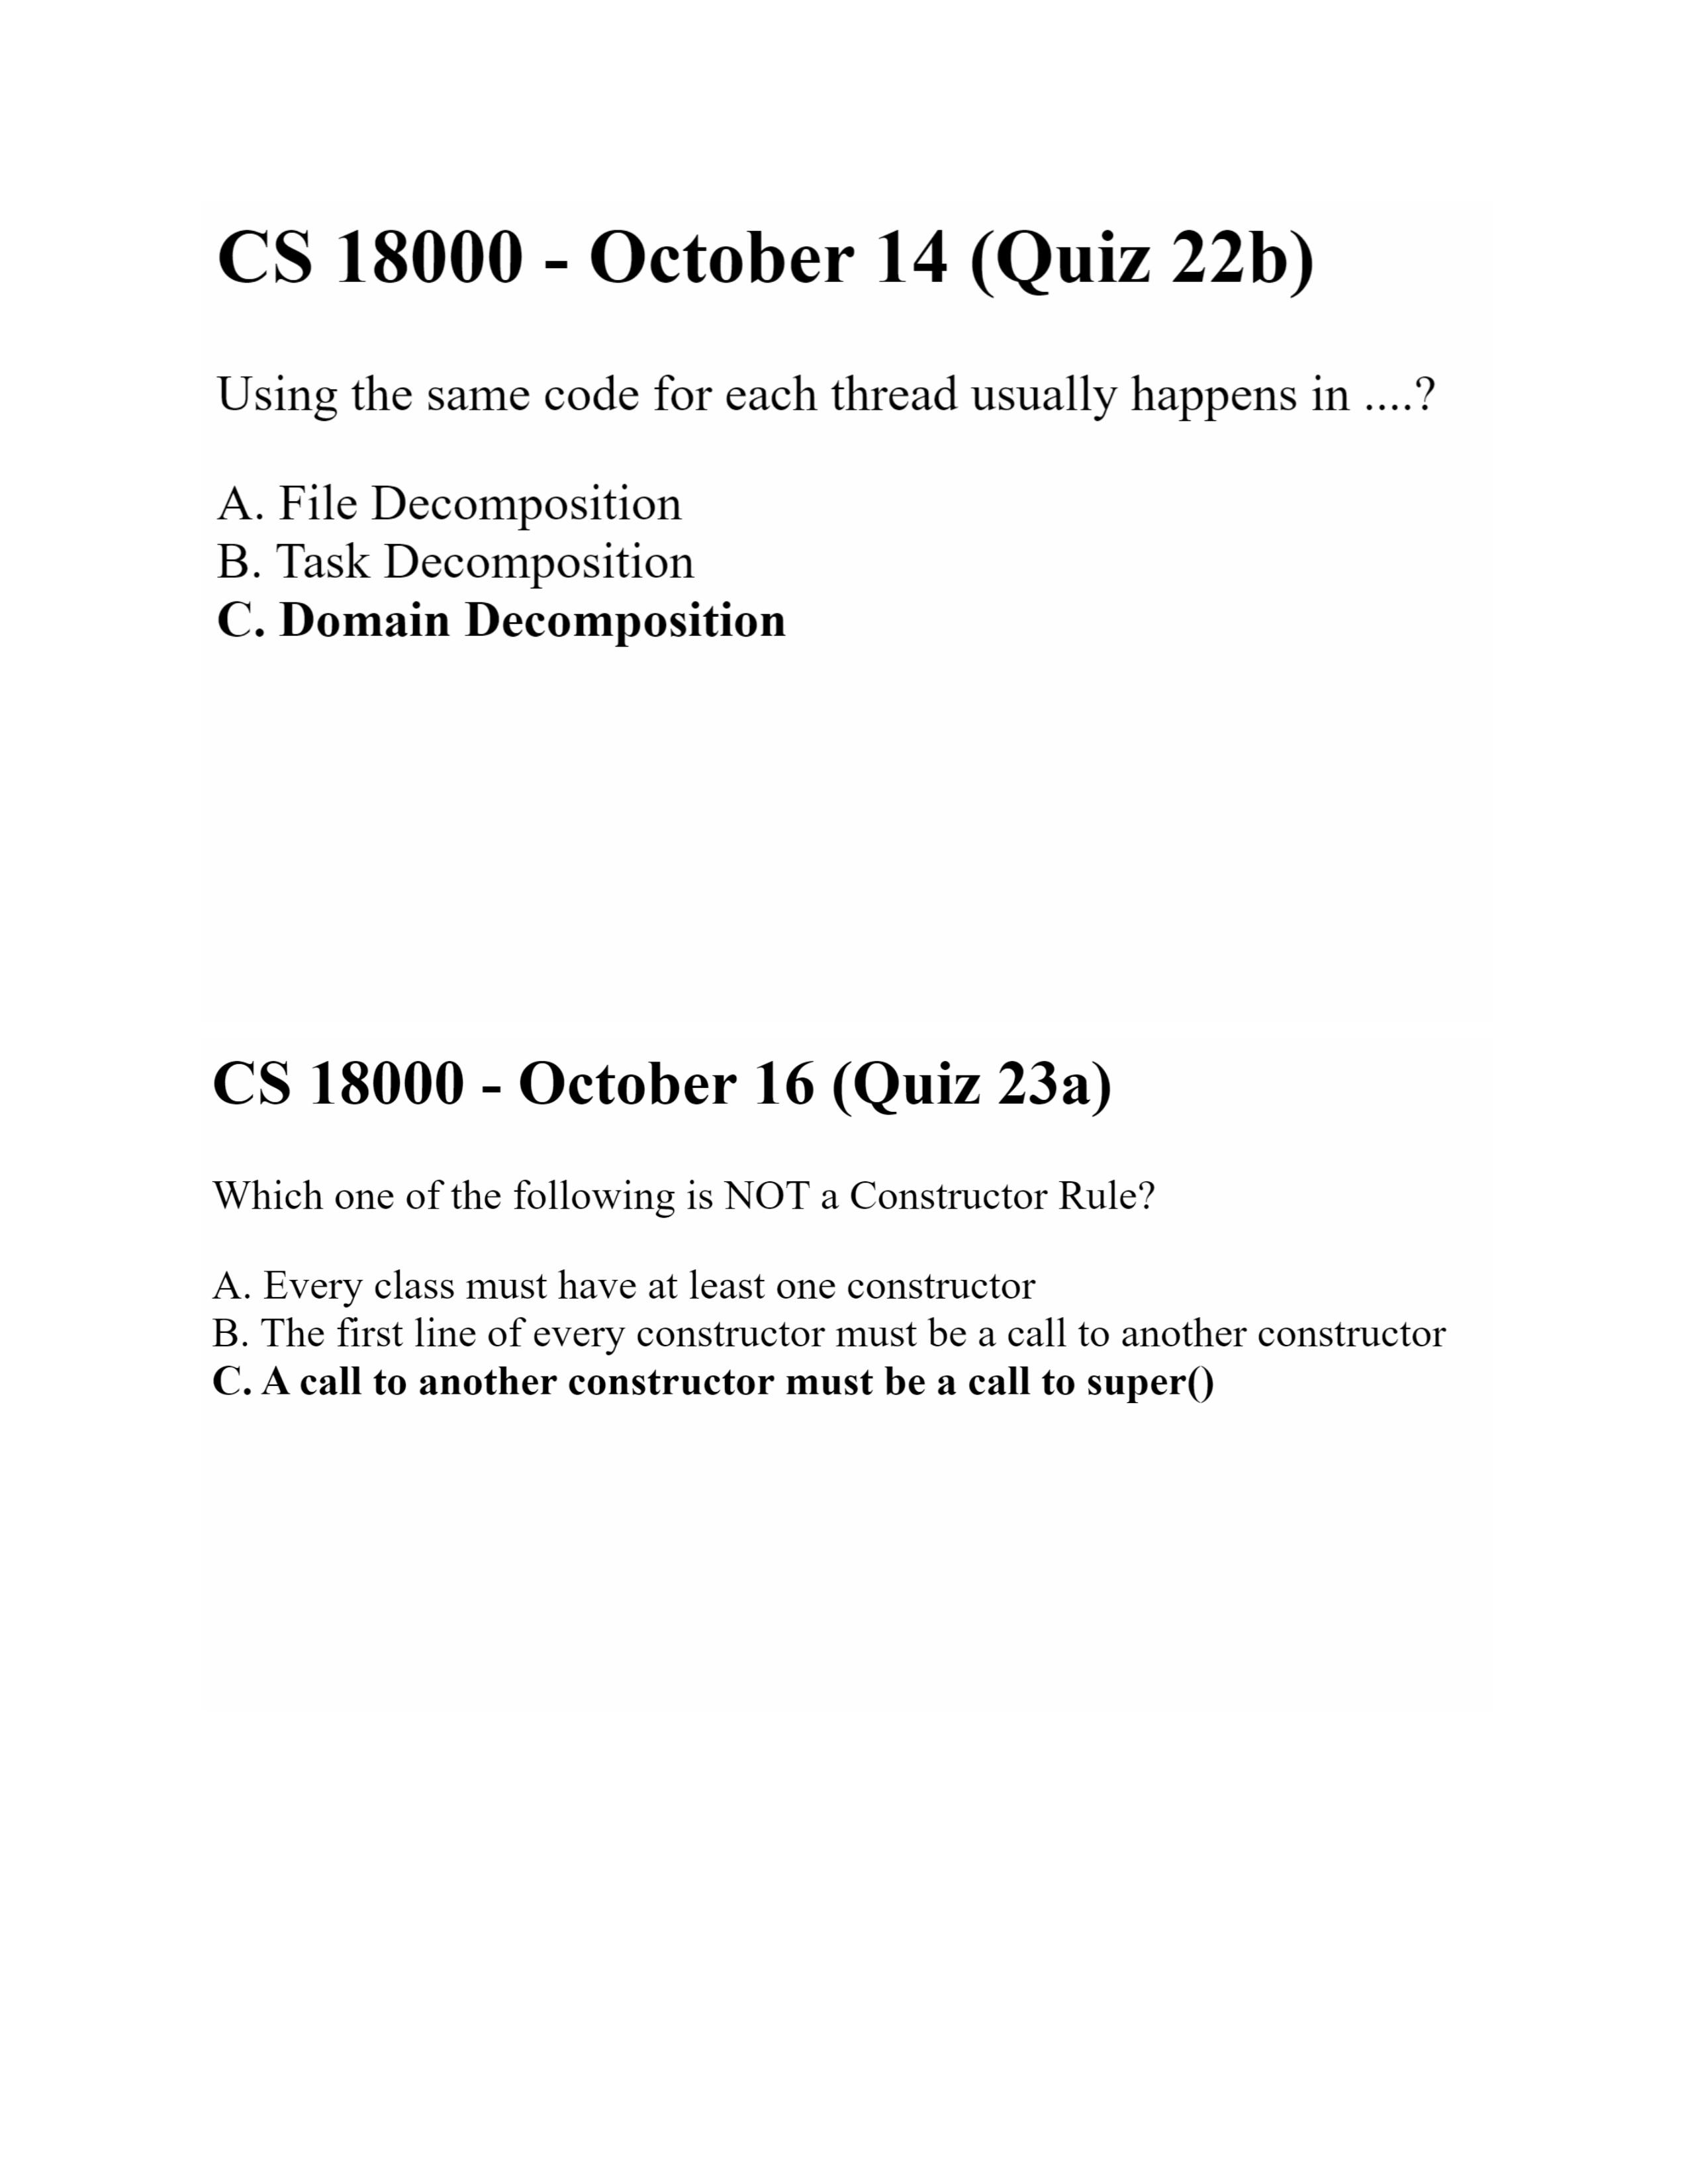 CS 18000 - October 14 (Quiz 22b)
Using the same code for each thread usually happens in ....?
A. File Decomposition
B. Task Decomposition
C. Domain Decomposition
CS 18000 - October 16 (Quiz 23a)
Which one of the following is NOT a Constructor Rule?
A. Every class must have at least one constructor
B. The first line of every constructor must be a call to another constructor
C. A call to another constructor must be a call to super()